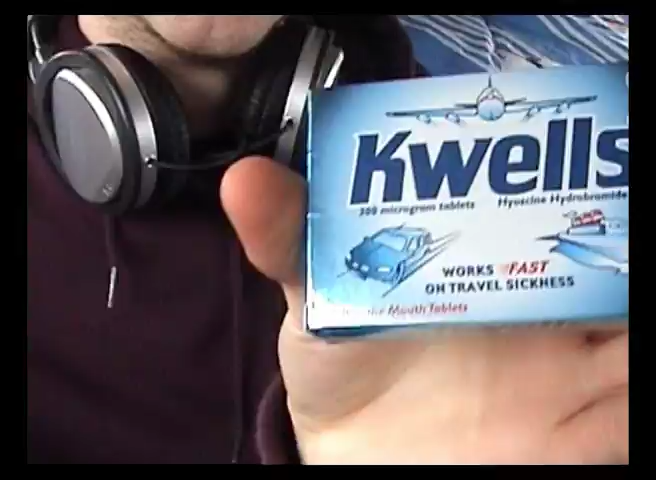 Kwells
300 microgram tablets Hyoscine Hydrobromide
WORKS FAST
ON TRAVEL SICKNESS
Mouth Tablets